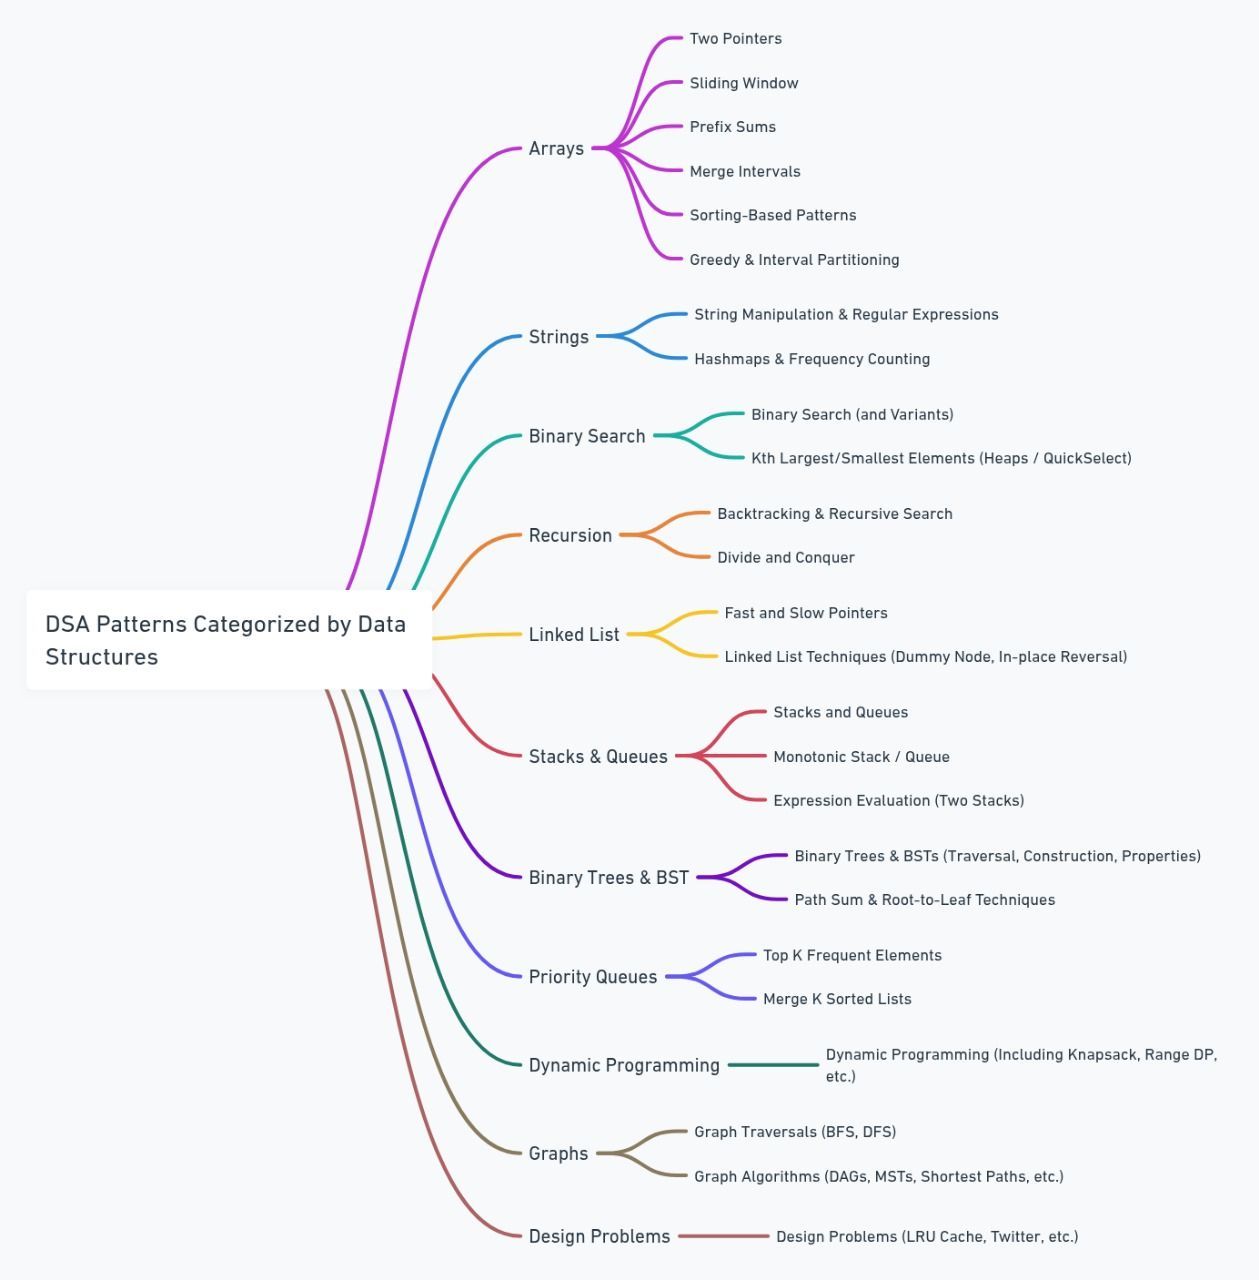 DSA Patterns Categorized by Data
Structures
Arrays
Two Pointers
Sliding Window
Prefix Sums
Merge Intervals
Sorting-Based Patterns
Greedy & Interval Partitioning
Strings
String Manipulation & Regular Expressions
Hashmaps & Frequency Counting
Binary Search
Binary Search (and Variants)
Kth Largest/Smallest Elements (Heaps / QuickSelect)
Recursion
Backtracking & Recursive Search
Divide and Conquer
Linked List
Fast and Slow Pointers
Linked List Techniques (Dummy Node, In-place Reversal)
Stacks & Queues
Stacks and Queues
Monotonic Stack / Queue
Expression Evaluation (Two Stacks)
Binary Trees & BST
Binary Trees & BSTs (Traversal, Construction, Properties)
Path Sum & Root-to-Leaf Techniques
Priority Queues
Top K Frequent Elements
Merge K Sorted Lists
Dynamic Programming
Dynamic Programming (Including Knapsack, Range DP,
etc.)
Graphs
Graph Traversals (BFS, DFS)
Graph Algorithms (DAGs, MSTs, Shortest Paths, etc.)
Design Problems
Design Problems (LRU Cache, Twitter, etc.)